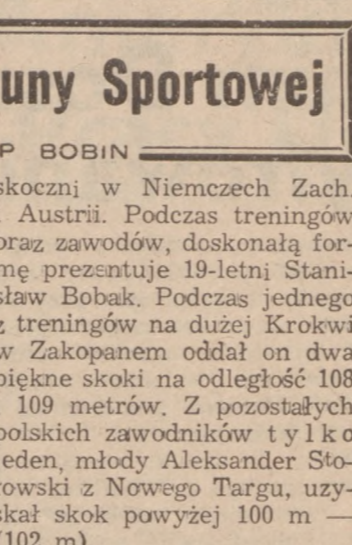 uny Sportowej
P BOBIN
skoczni w Niemczech Zach.
i Austrii. Podczas treningów
oraz zawodów, doskonałą for-
mę prezentuje 19-letni Stani-
sław Bobak. Podczas jednego
z treningów na dużej Krokwi
w Zakopanem oddał on dwa
piękne skoki na odległość 108
109 metrów. Z pozostałych
polskich zawodników tylko
jeden, młody Aleksander Sto-
rowski z Nowego Targu, uzy-
skał skok powyżej 100 m —
(102 m)